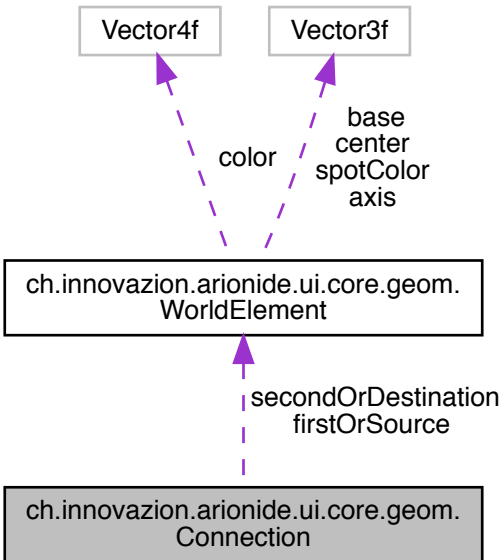 Vector4f
Vector3f
color
base
center
spotColor
axis
ch.innovazion.arionide.ui.core.geom.
WorldElement
secondOrDestination
firstOrSource
ch.innovazion.arionide.ui.core.geom.
Connection